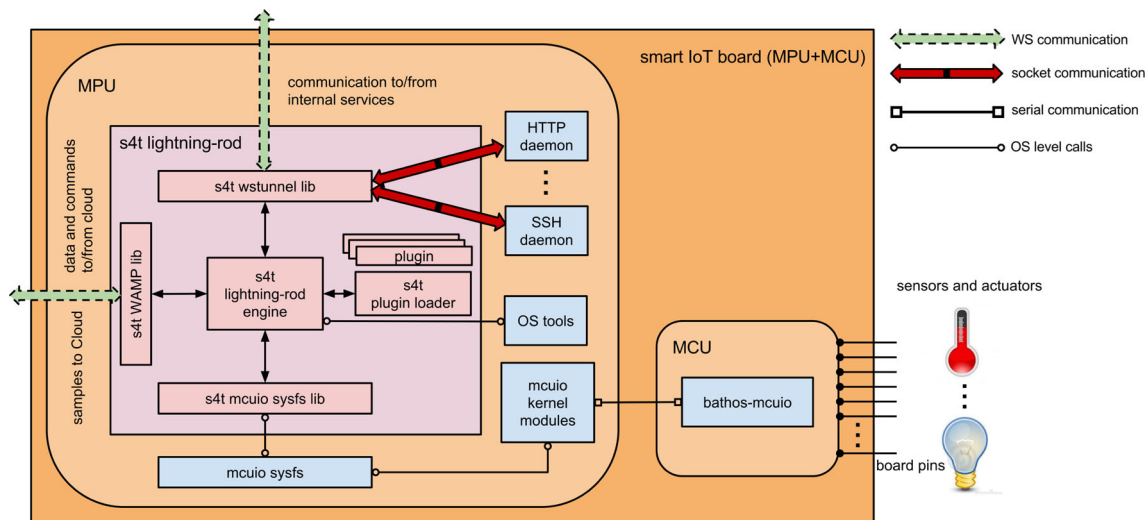 smart IoT board (MPU+MCU)
MPU
communication to/from
internal services
s4t lightning-rod
s4t wstunnel lib
HTTP
daemon
SSH
daemon
data and commands
to/from cloud
samples to Cloud
s4t WAMP lib
s4t
lightning-rod
engine
plugin
s4t
plugin loader
OS tools
s4t mcuio sysfs lib
mcuio
kernel
modules
mcuio sysfs
MCU
bathos-mcuio
board pins
sensors and actuators
WS communication
socket communication
serial communication
OS level calls